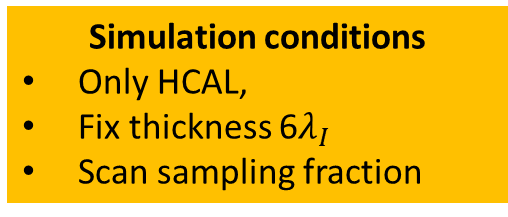 Simulation conditions
• Only HCAL,
• Fix thickness 6λ_I
• Scan sampling fraction